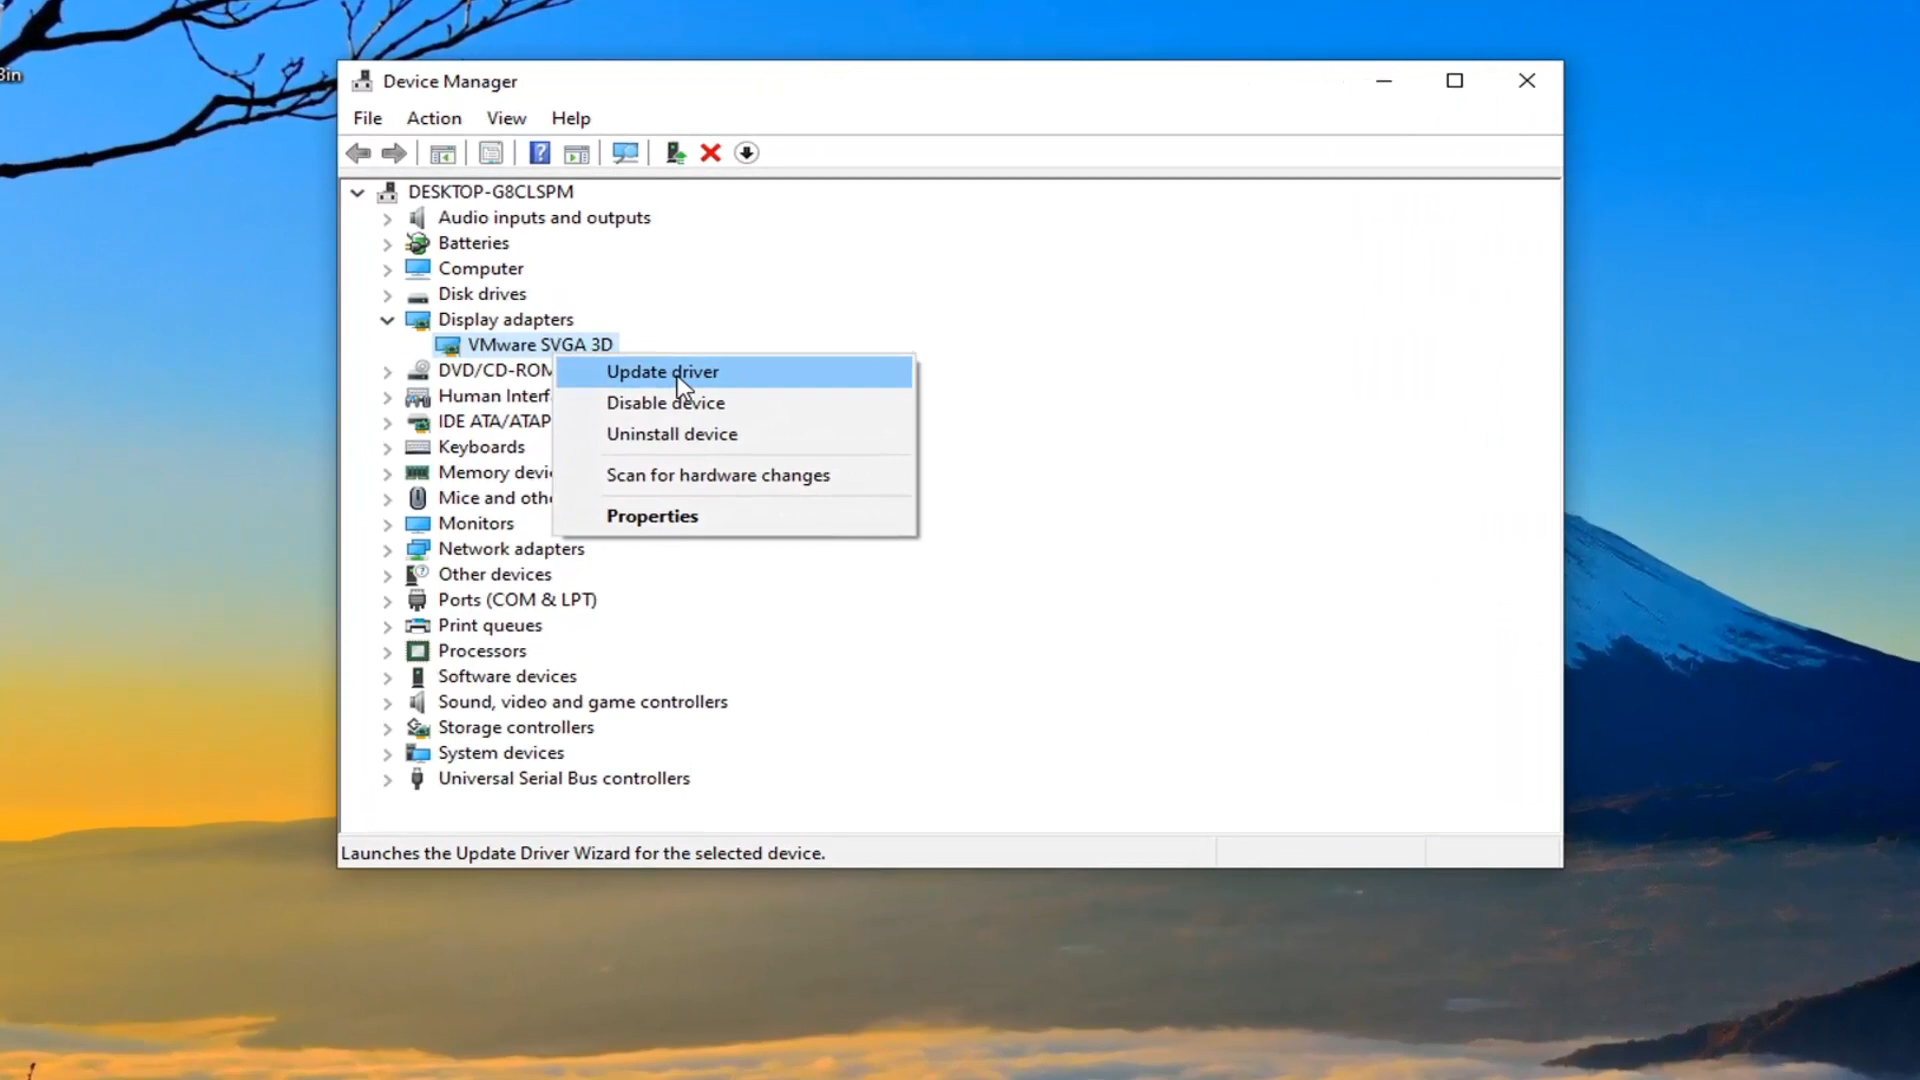 Bin
Device Manager
File Action View Help
DESKTOP-G8CLSPM
Audio inputs and outputs
Batteries
Computer
Disk drives
Display adapters
VMware SVGA 3D
DVD/CD-ROM
Human Interf
IDE ATA/ATAP
Keyboards
Memory devi
Mice and othe
Monitors
Network adapters
Other devices
Ports (COM & LPT)
Print queues
Processors
Software devices
Sound, video and game controllers
Storage controllers
System devices
Universal Serial Bus controllers
Update driver
Disable device
Uninstall device
Scan for hardware changes
Properties
Launches the Update Driver Wizard for the selected device.